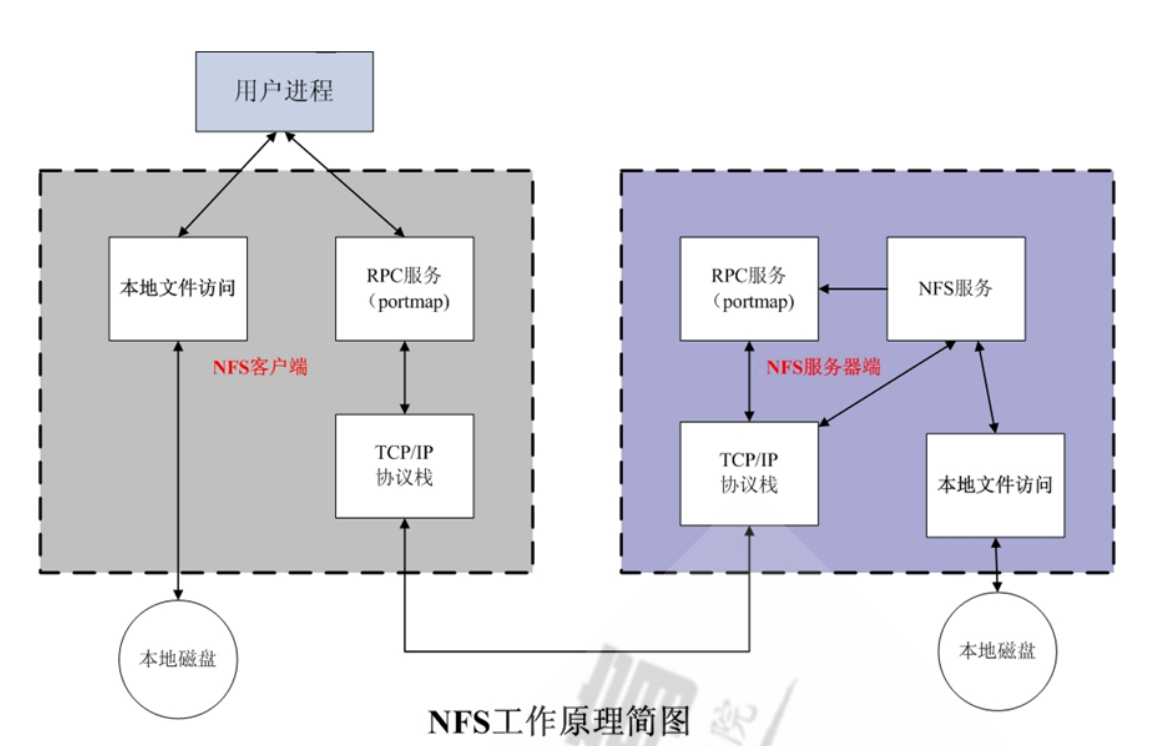 用户进程
本地文件访问
RPC服务
（portmap)
NFS客户端
TCP/IP
协议栈
本地磁盘
RPC服务
（portmap)
NFS服务
NFS服务器端
TCP/IP
协议栈
本地文件访问
本地磁盘
NFS工作原理简图
院